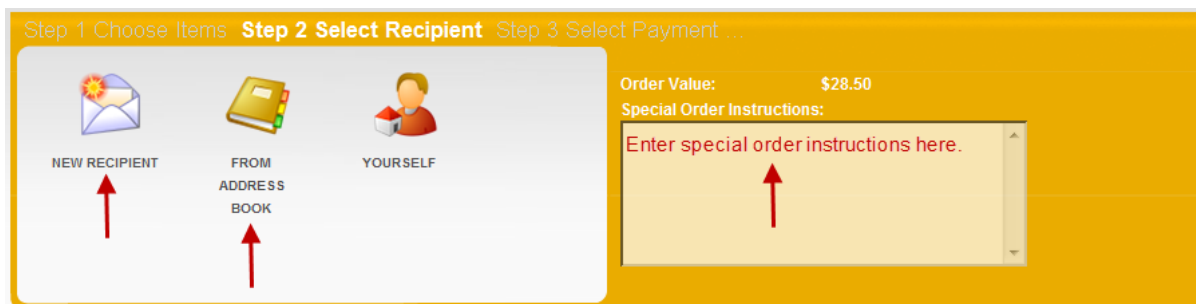 Step 1 Choose Items Step 2 Select Recipient Step 3 Select Payment ...
NEW RECIPIENT
FROM
ADDRESS
BOOK
YOURSELF
Order Value: $28.50
Special Order Instructions:
Enter special order instructions here.